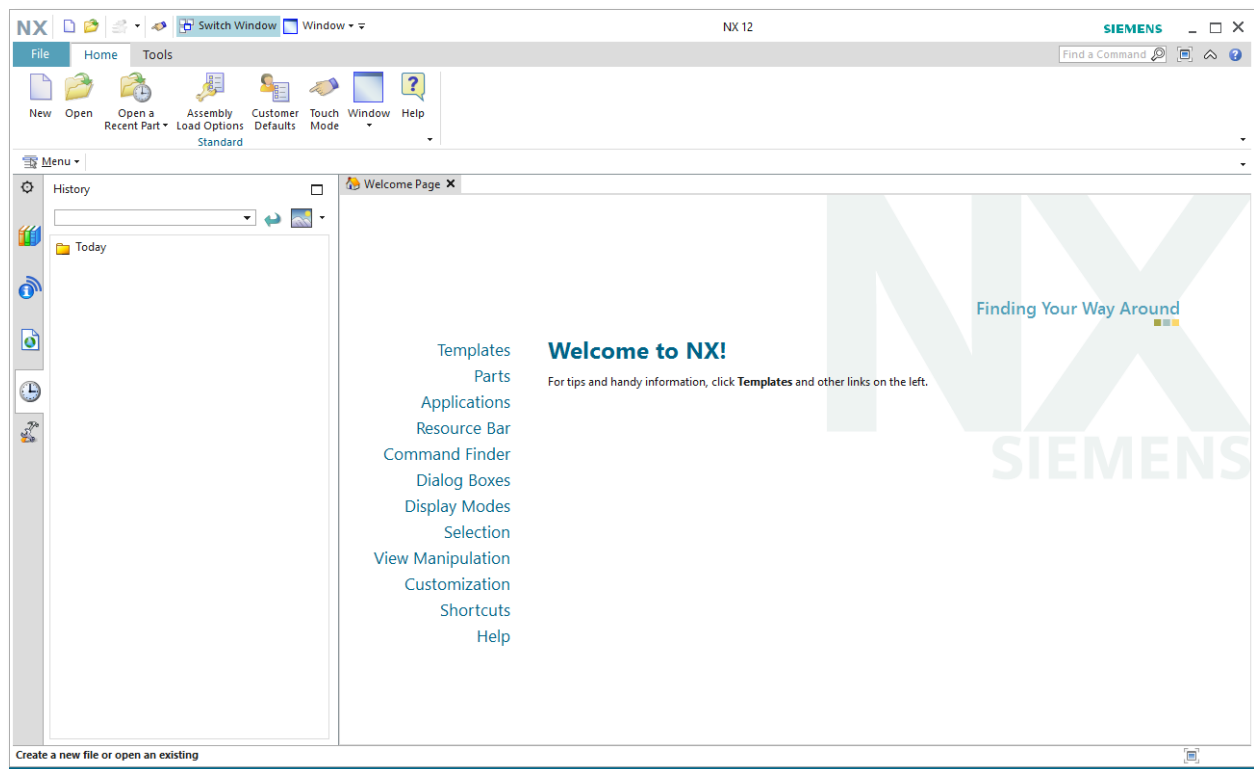 NX Switch Window Window NX 12 SIEMENS
File Home Tools Find a Command
New Open Open a Recent Part Assembly Load Options Customer Defaults Touch Mode Window Help
Standard
Menu
History
Welcome Page
Today
NX
SIEMENS
Finding Your Way Around
Templates
Parts
Applications
Resource Bar
Command Finder
Dialog Boxes
Display Modes
Selection
View Manipulation
Customization
Shortcuts
Help
Welcome to NX!
For tips and handy information, click Templates and other links on the left.
Create a new file or open an existing